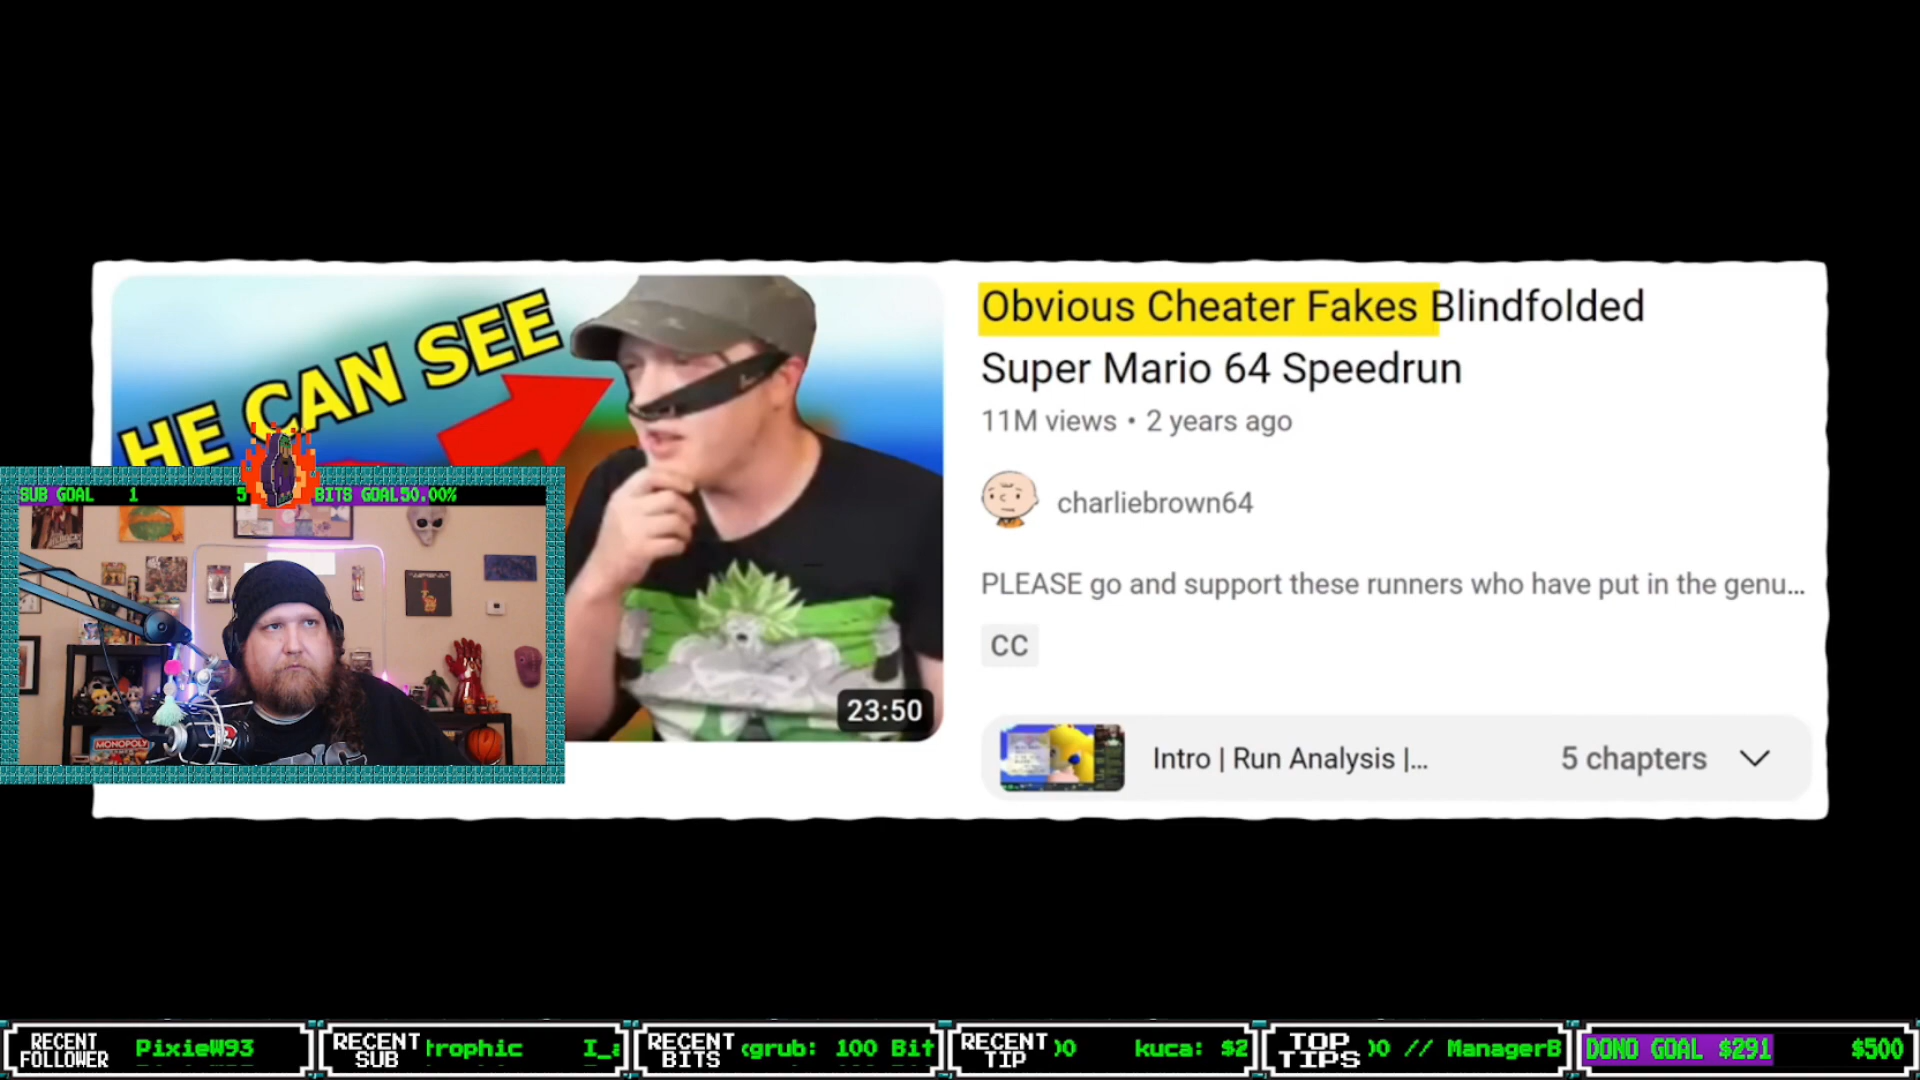 HE CAN SEE
23:50
Obvious Cheater Fakes Blindfolded
Super Mario 64 Speedrun
11M views • 2 years ago
charliebrown64
PLEASE go and support these runners who have put in the genu...
CC
Intro | Run Analysis |...
5 chapters
SUB GOAL 1 5
BITS GOAL 50.00%
MONOPOLY
RECENT FOLLOWER PixieW93
RECENT SUB trophic I_
RECENT BITS grub: 100 Bit
RECENT TIP 00 kuca: $2
TOP TIPS 00 // ManagerB
DONO GOAL $291 $500